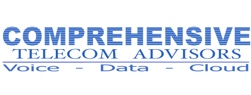 COMPREHENSIVE
TELECOM ADVISORS
Voice - Data - Cloud